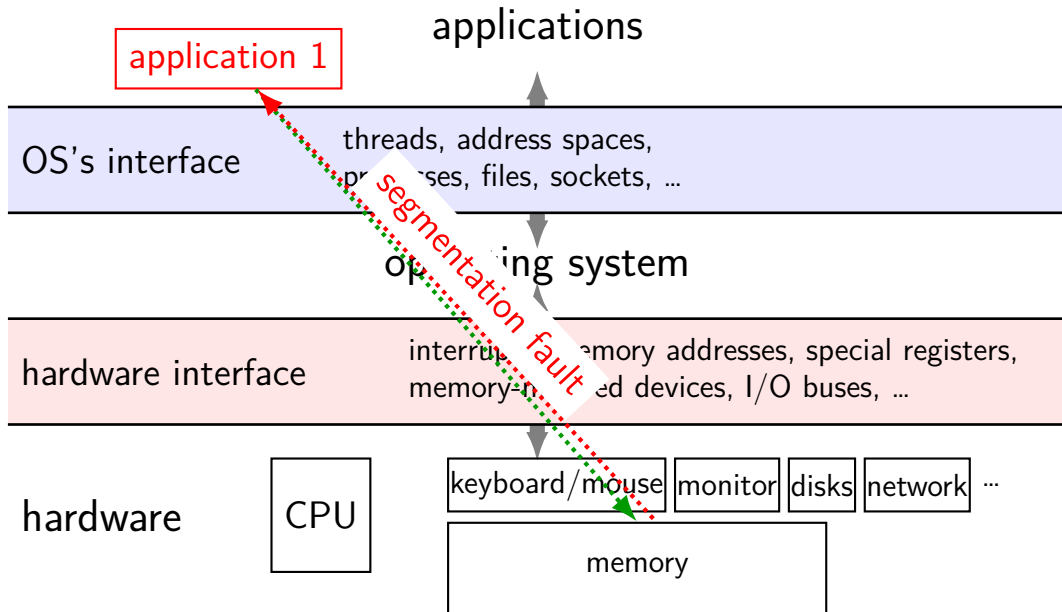 applications
application 1
OS's interface
threads, address spaces,
files, sockets, ...
segmentation fault
system
hardware interface
addresses, special registers,
devices, I/O buses, ...
hardware
CPU
keyboard/mouse
monitor
disks
network
...
memory